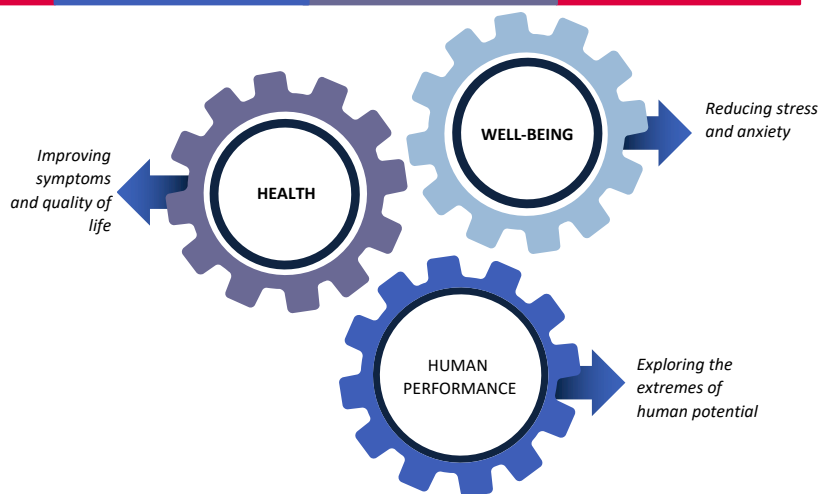 WELL-BEING
Reducing stress
and anxiety
Improving
symptoms
and quality of
life
HEALTH
HUMAN
PERFORMANCE
Exploring the
extremes of
human potential